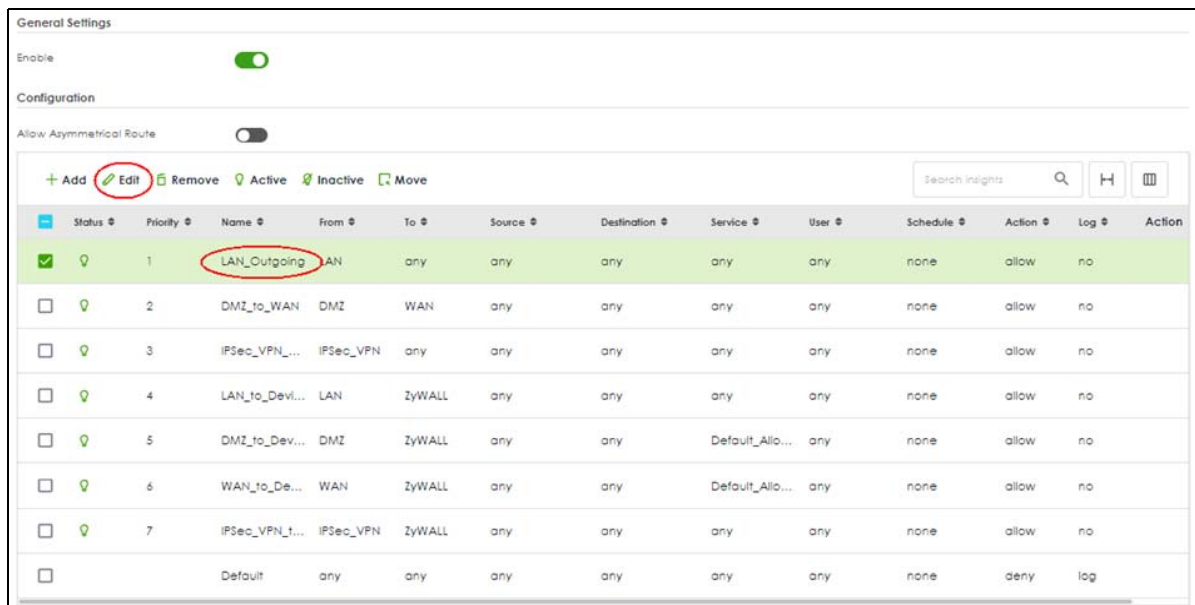 General Settings
Enable
Configuration
Allow Asymmetrical Route
Add Edit Remove Active Inactive Move Search insights
Status Priority Name From To Source Destination Service User Schedule Action Log Action
1 LAN_Outgoing LAN any any any any any none allow no
2 DMZ_to_WAN DMZ WAN any any any any none allow no
3 IPSec_VPN_... IPSec_VPN any any any any any none allow no
4 LAN_to_Devi... LAN ZyWALL any any any any none allow no
5 DMZ_to_Dev... DMZ ZyWALL any any Default_Allo... any none allow no
6 WAN_to_De... WAN ZyWALL any any Default_Allo... any none allow no
7 IPSec_VPN_t... IPSec_VPN ZyWALL any any any any none allow no
Default any any any any any any none deny log